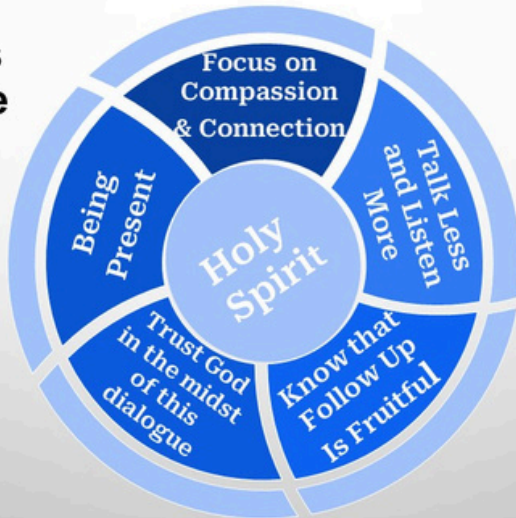 Focus on
Compassion
& Connection
Talk Less
and Listen
More
Know that
Follow Up
Is Fruitful
Trust God
in the midst
of this
dialogue
Being
Present
Holy
Spirit